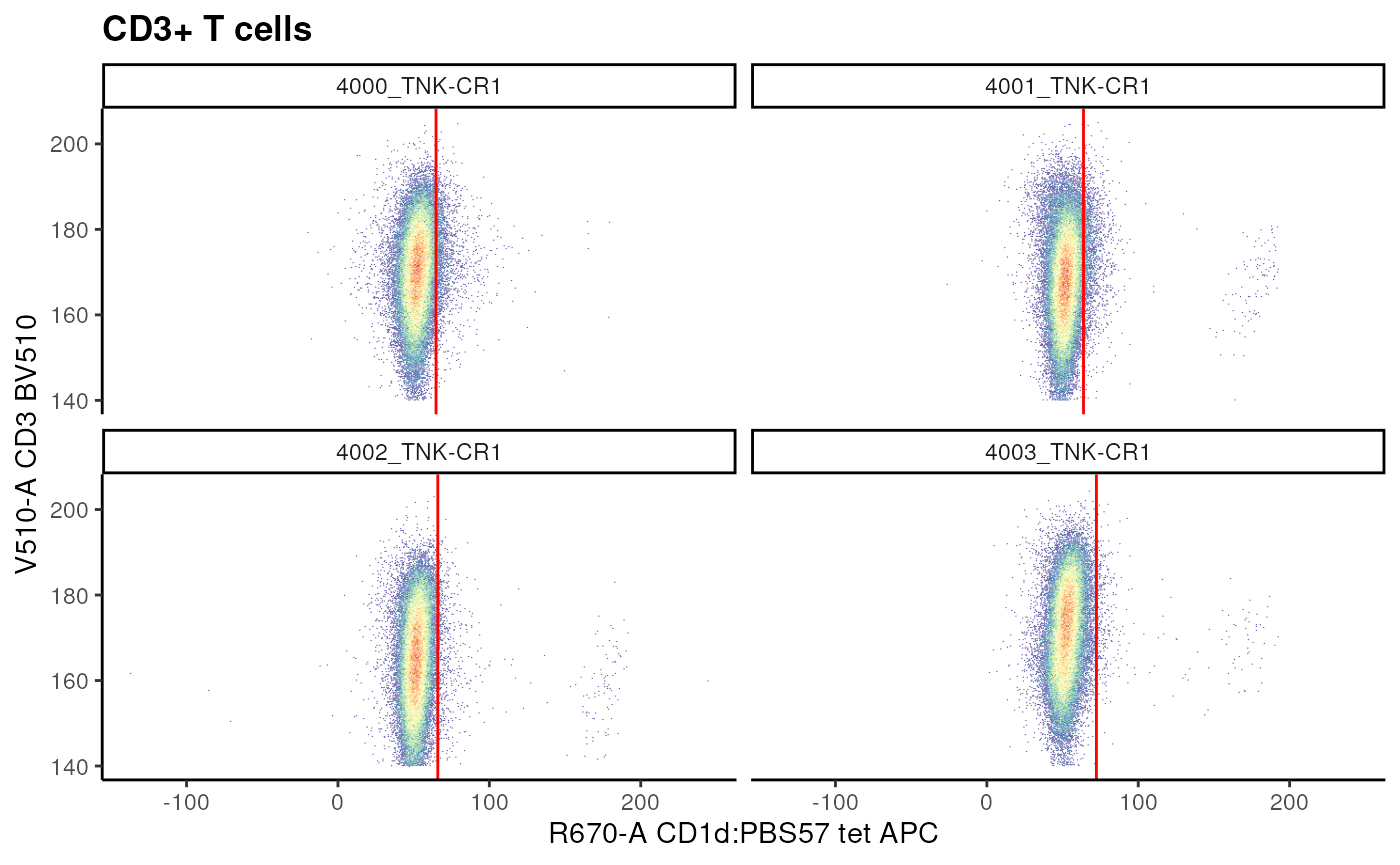 CD3+ T cells
4000_TNK-CR1
4001_TNK-CR1
200
180
160
140
4002_TNK-CR1
4003_TNK-CR1
200
180
160
140
V510-A CD3 BV510
-100 0 100 200
-100 0 100 200
R670-A CD1d:PBS57 tet APC